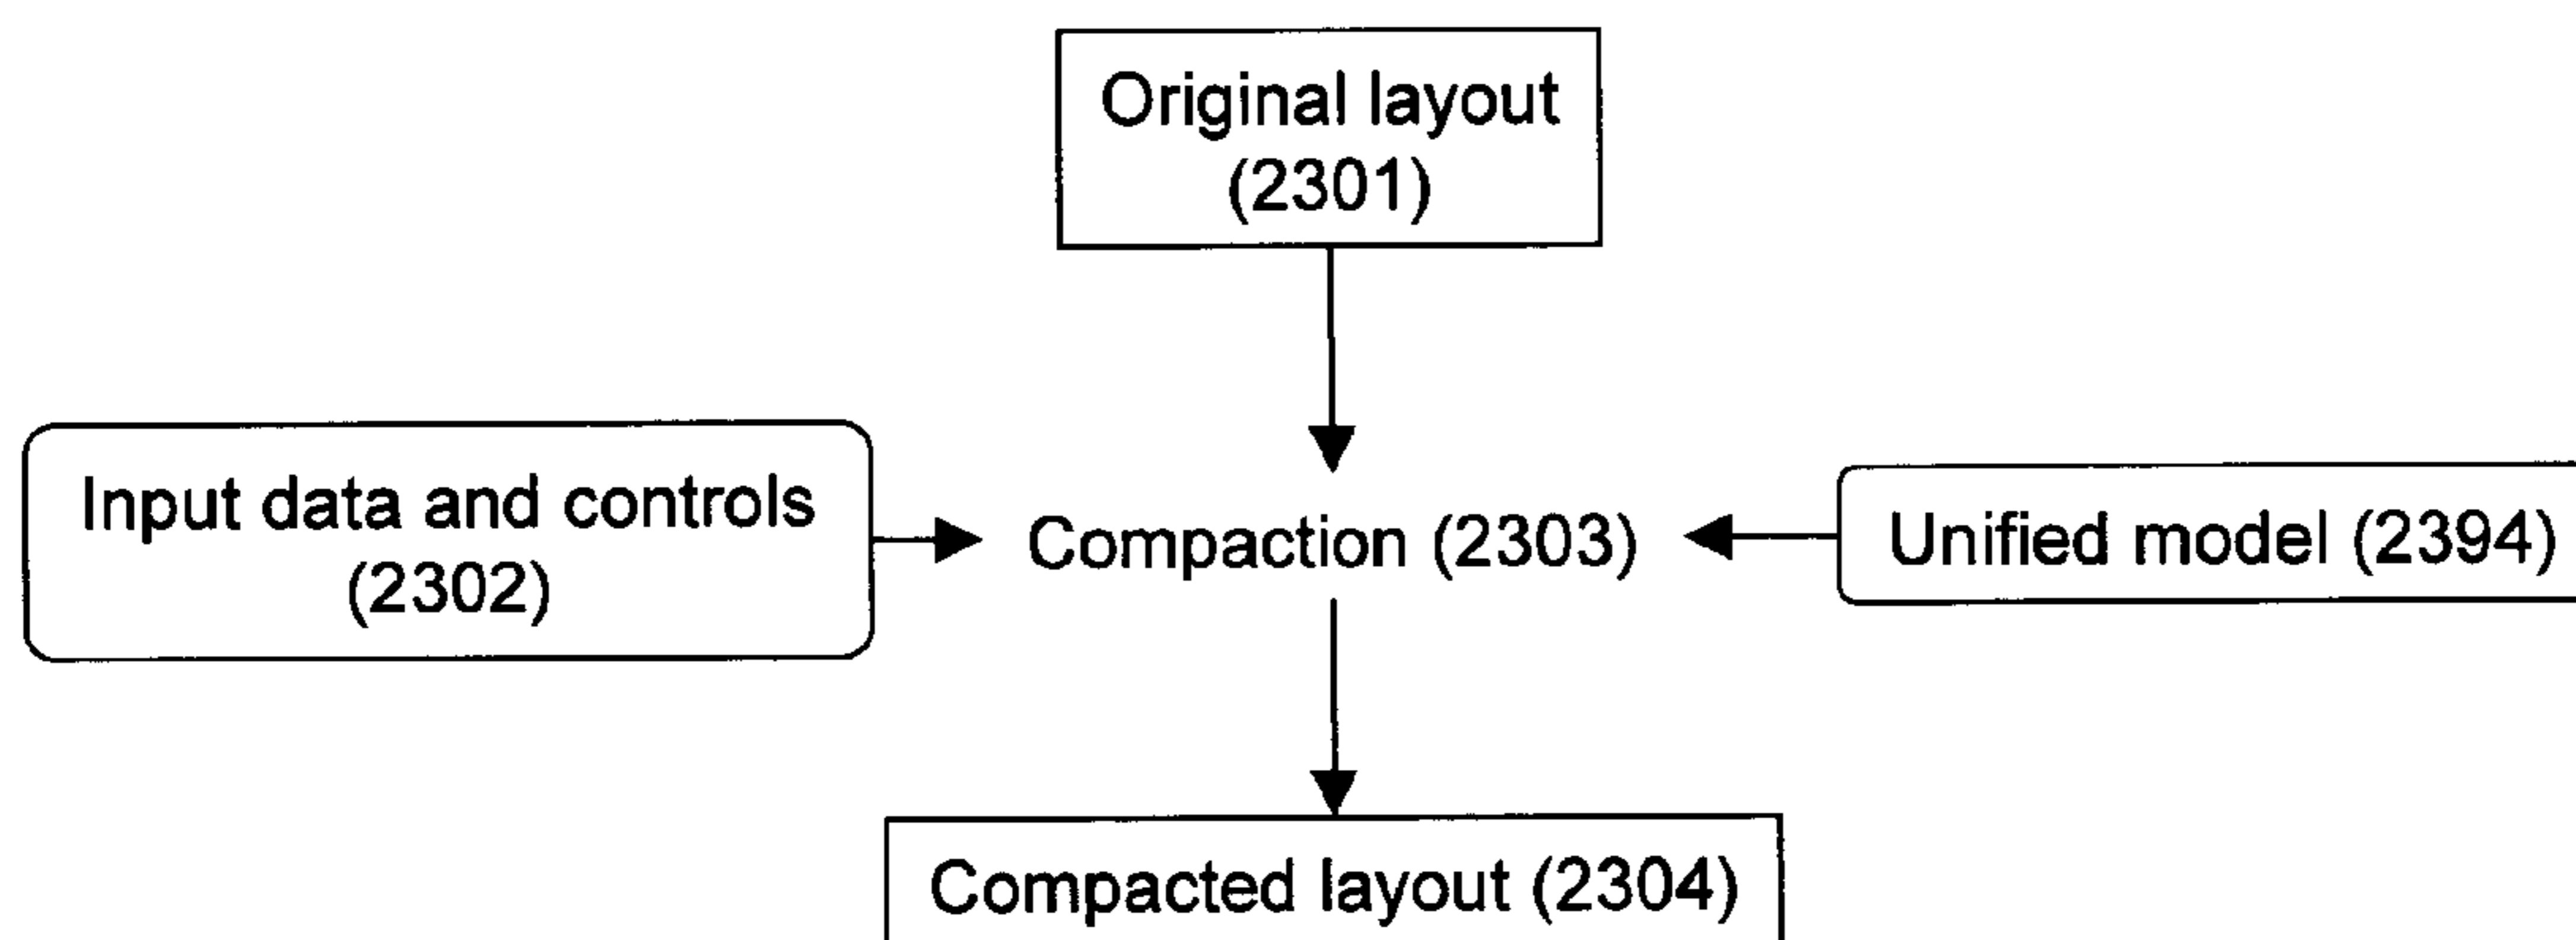 Original layout
(2301)
Input data and controls
(2302)
Compaction (2303)
Unified model (2394)
Compacted layout (2304)